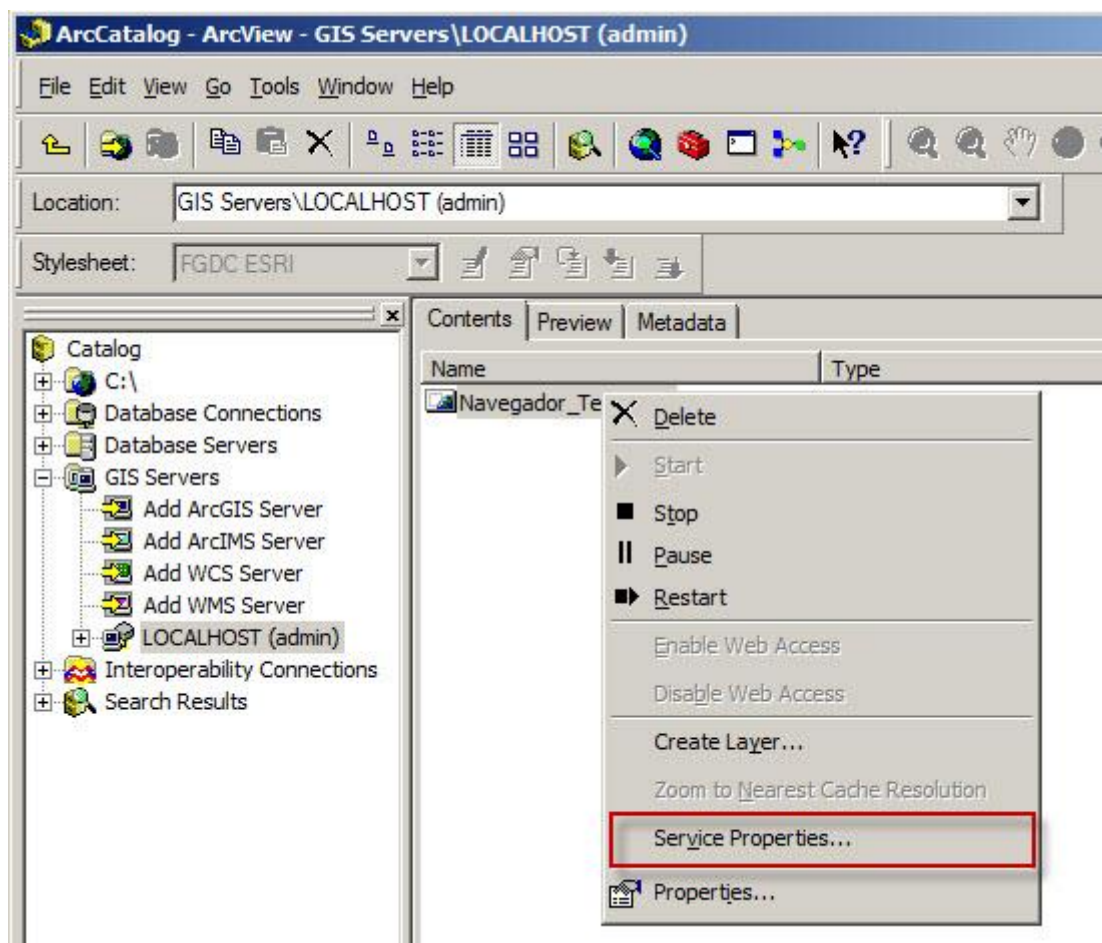 ArcCatalog - ArcView - GIS Servers\LOCALHOST (admin)
File Edit View Go Tools Window Help
Location: GIS Servers\LOCALHOST (admin)
Stylesheet: FGDC ESRI
Contents Preview Metadata
Name Type
Catalog
C:\
Database Connections
Database Servers
GIS Servers
Add ArcGIS Server
Add ArcIMS Server
Add WCS Server
Add WMS Server
LOCALHOST (admin)
Interoperability Connections
Search Results
Navegador_Te
Delete
Start
Stop
Pause
Restart
Enable Web Access
Disable Web Access
Create Layer...
Zoom to Nearest Cache Resolution
Service Properties...
Properties...